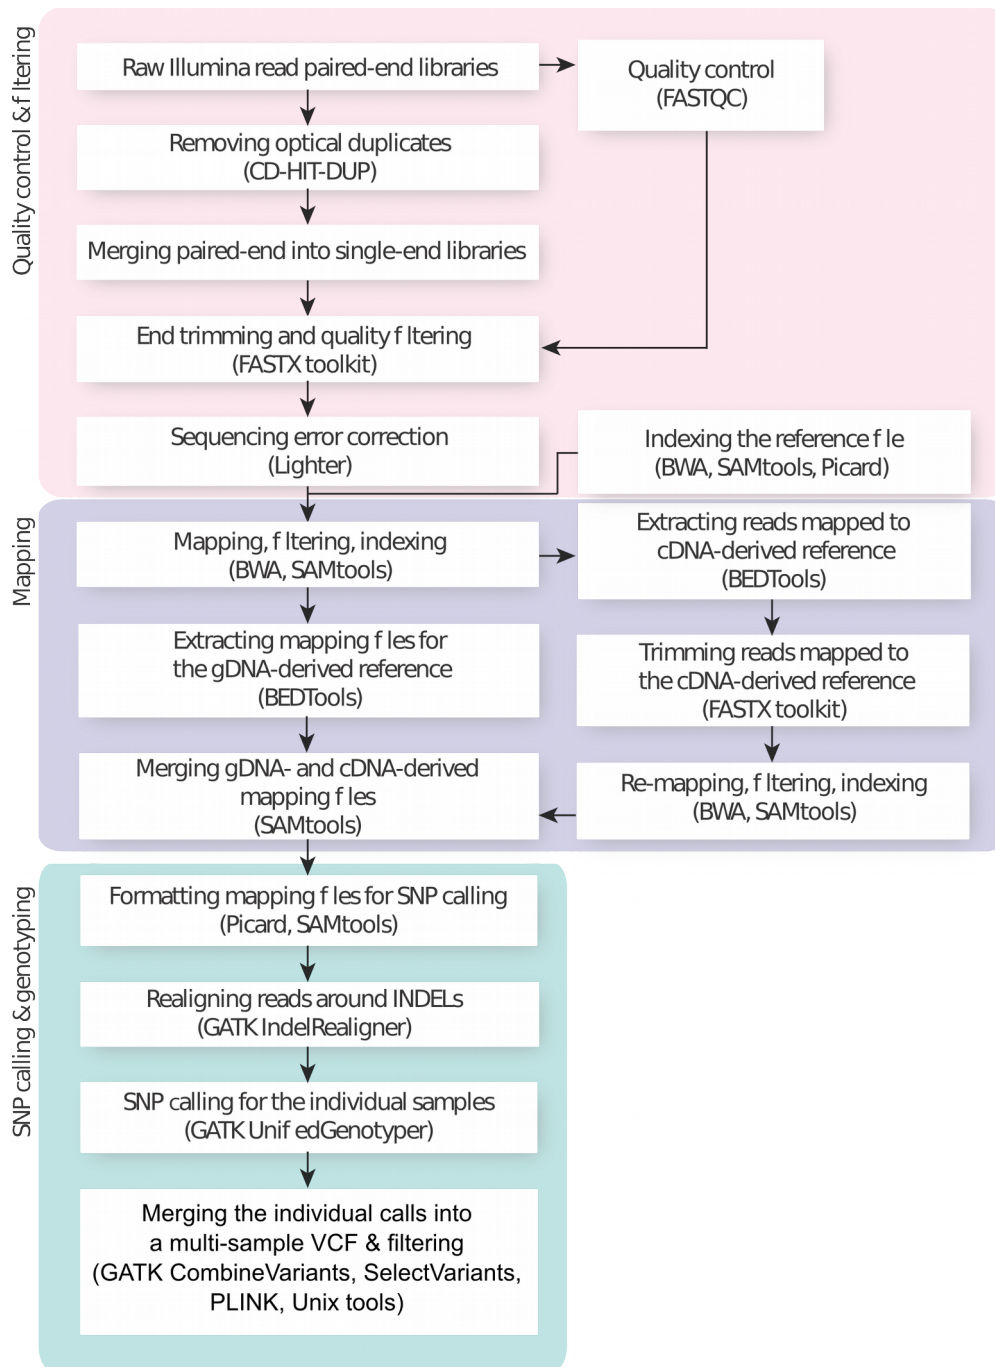 Quality control & f ltering
Raw Illumina read paired-end libraries
Quality control
(FASTQC)
Removing optical duplicates
(CD-HIT-DUP)
Merging paired-end into single-end libraries
End trimming and quality f ltering
(FASTX toolkit)
Sequencing error correction
(Lighter)
Indexing the reference f le
(BWA, SAMtools, Picard)
Mapping
Mapping, f ltering, indexing
(BWA, SAMtools)
Extracting reads mapped to
cDNA-derived reference
(BEDTools)
Extracting mapping f les for
the gDNA-derived reference
(BEDTools)
Trimming reads mapped to
the cDNA-derived reference
(FASTX toolkit)
Merging gDNA- and cDNA-derived
mapping f les
(SAMtools)
Re-mapping, f ltering, indexing
(BWA, SAMtools)
SNP calling & genotyping
Formatting mapping f les for SNP calling
(Picard, SAMtools)
Realigning reads around INDELs
(GATK IndelRealigner)
SNP calling for the individual samples
(GATK Unif edGenotyper)
Merging the individual calls into
a multi-sample VCF & filtering
(GATK CombineVariants, SelectVariants,
PLINK, Unix tools)